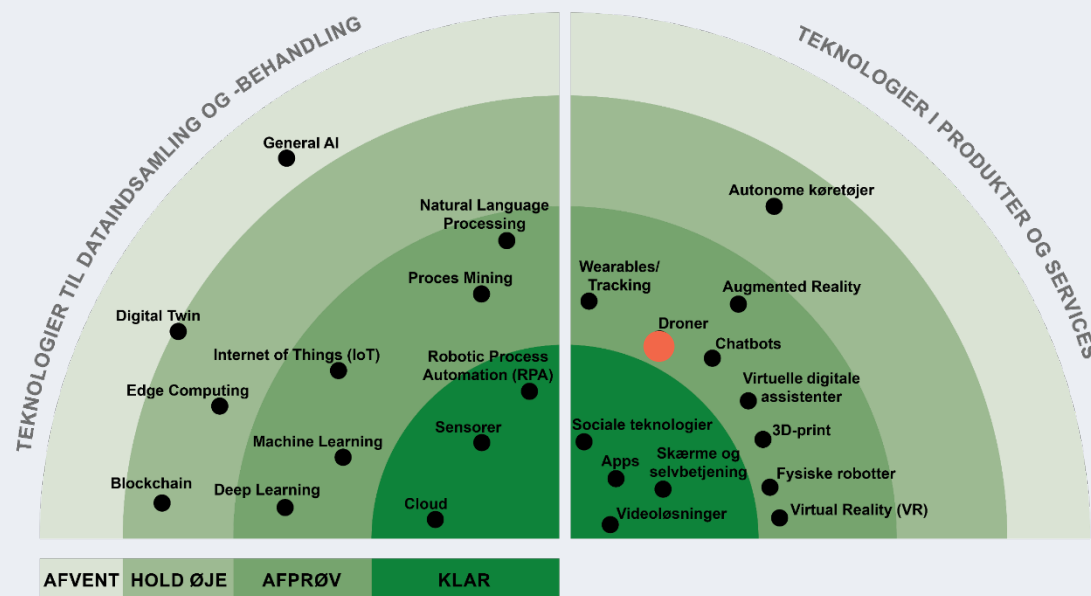 TEKNOLOGIER TIL DATAINDSAMLING OG -BEHANDLING
General AI
Natural Language
Processing
Proces Mining
Digital Twin
Internet of Things (IoT)
Robotic Process
Automation (RPA)
Edge Computing
Machine Learning
Sensorer
Blockchain
Deep Learning
Cloud
TEKNOLOGIER I PRODUKTER OG SERVICES
Autonome køretøjer
Wearables/
Tracking
Augmented Reality
Droner
Chatbots
Virtuelle digitale
assistenter
Sociale teknologier
3D-print
Apps
Skærme og
selvbetjening
Fysiske robotter
Videoløsninger
Virtual Reality (VR)
AFVENT
HOLD ØJE
AFPRØV
KLAR